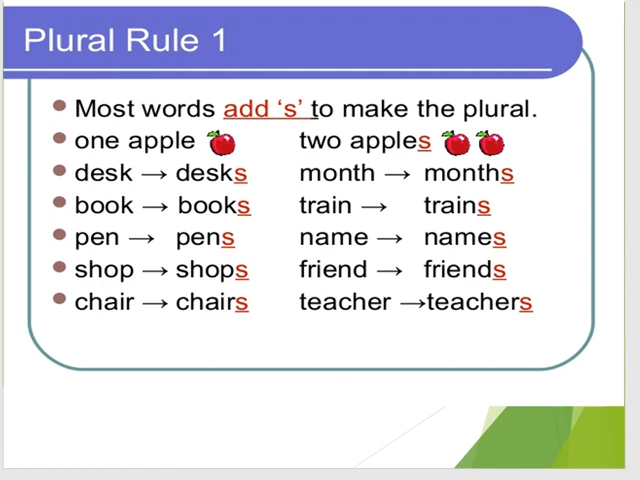 Plural Rule 1
Most words add ‘s’ to make the plural.
one apple two apples
desk → desks month → months
book → books train → trains
pen → pens name → names
shop → shops friend → friends
chair → chairs teacher →teachers